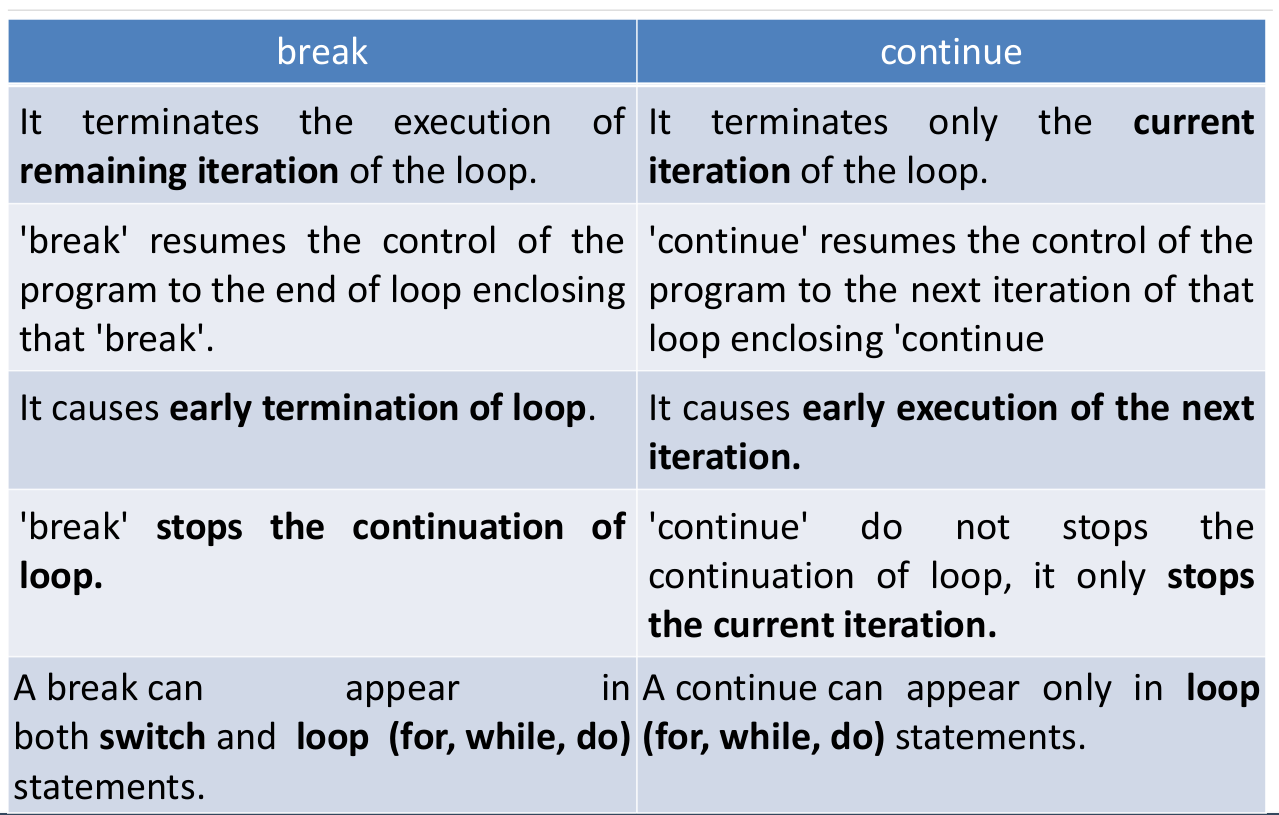 break
continue
It terminates the execution of
remaining iteration of the loop.
It terminates only the current
iteration of the loop.
'break' resumes the control of the
program to the end of loop enclosing
that 'break'.
'continue' resumes the control of the
program to the next iteration of that
loop enclosing 'continue
It causes early termination of loop.
It causes early execution of the next
iteration.
'break' stops the continuation of
loop.
'continue' do not stops the
continuation of loop, it only stops
the current iteration.
A break can appear in
both switch and loop (for, while, do)
statements.
A continue can appear only in loop
(for, while, do) statements.